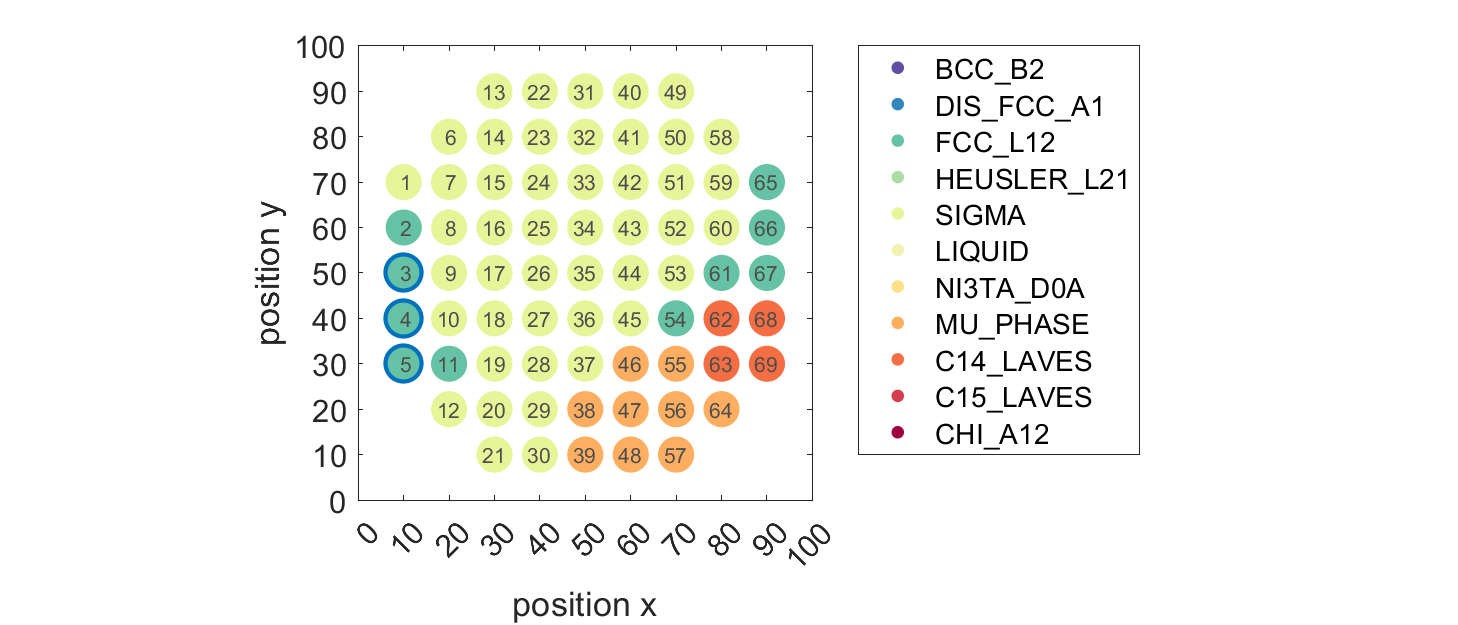 100
90 13 22 31 40 49
80 6 14 23 32 41 50 58
70 1 7 15 24 33 42 51 59 65
60 2 8 16 25 34 43 52 60 66
50 3 9 17 26 35 44 53 61 67
40 4 10 18 27 36 45 54 62 68
30 5 11 19 28 37 46 55 63 69
20 12 20 29 38 47 56 64
10 21 30 39 48 57
0
0 10 20 30 40 50 60 70 80 90 100
position x
position y
BCC_B2
DIS_FCC_A1
FCC_L12
HEUSLER_L21
SIGMA
LIQUID
NI3TA_D0A
MU_PHASE
C14_LAVES
C15_LAVES
CHI_A12